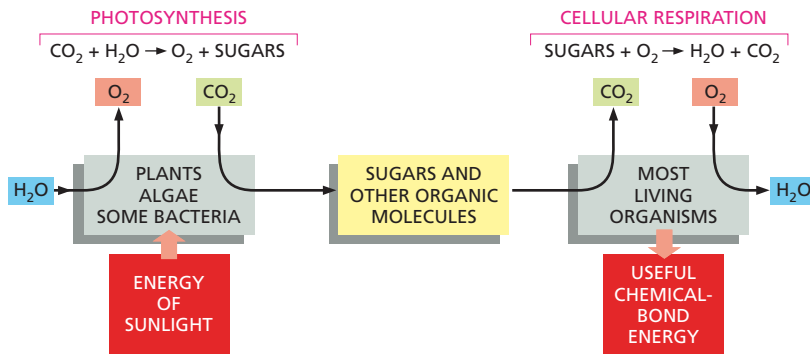 PHOTOSYNTHESIS
CO₂ + H₂O → O₂ + SUGARS
O₂
CO₂
H₂O
PLANTS
ALGAE
SOME BACTERIA
ENERGY
OF
SUNLIGHT
SUGARS AND
OTHER ORGANIC
MOLECULES
CELLULAR RESPIRATION
SUGARS + O₂ → H₂O + CO₂
CO₂
O₂
MOST
LIVING
ORGANISMS
H₂O
USEFUL
CHEMICAL-
BOND
ENERGY